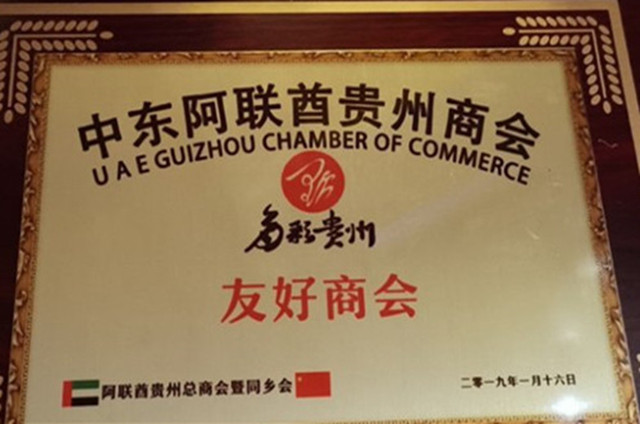 中东阿联酋贵州商会
UAE GUIZHOU CHAMBER OF COMMERCE
多彩贵州
友好商会
阿联酋贵州总商会暨同乡会
二零一九年一月十六日